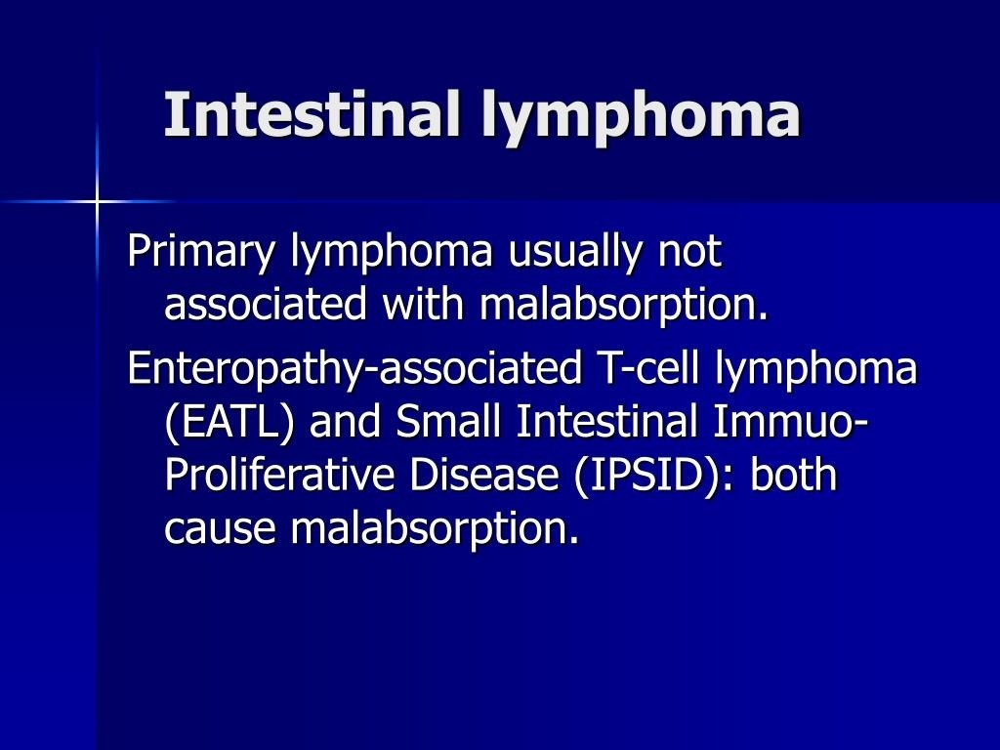 Intestinal lymphoma
Primary lymphoma usually not
associated with malabsorption.
Enteropathy-associated T-cell lymphoma
(EATL) and Small Intestinal Immuo-
Proliferative Disease (IPSID): both
cause malabsorption.